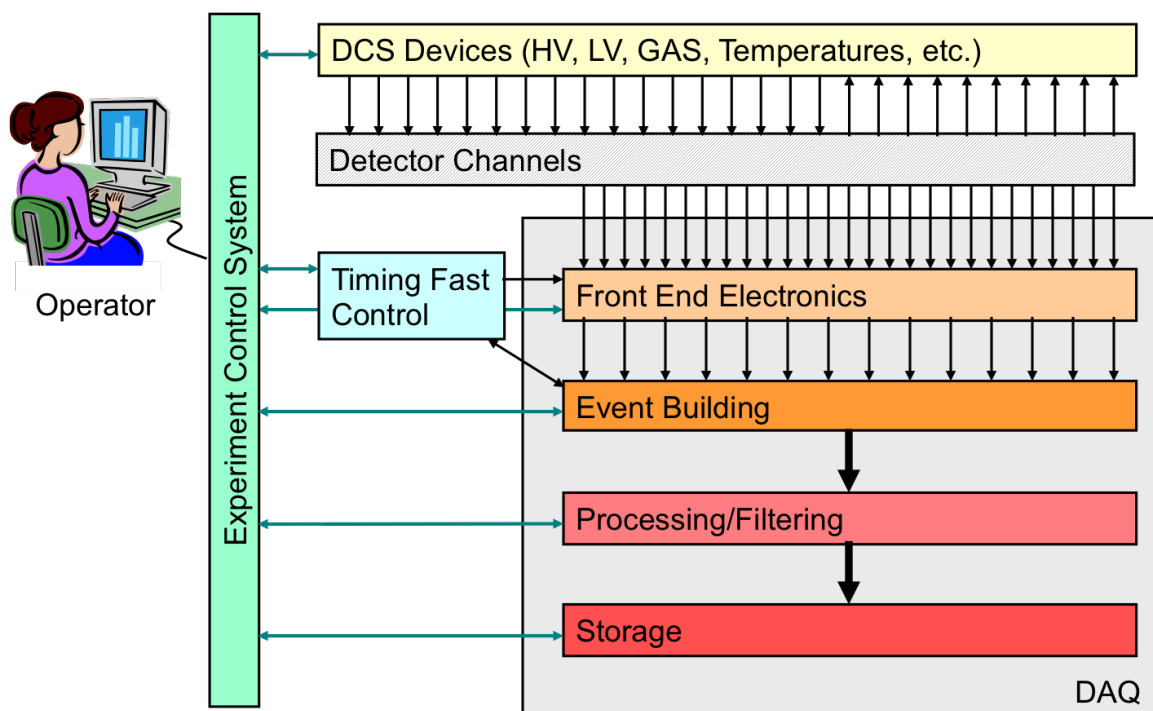 DCS Devices (HV, LV, GAS, Temperatures, etc.)
Detector Channels
Operator
Experiment Control System
Timing Fast
Control
Front End Electronics
Event Building
Processing/Filtering
Storage
DAQ